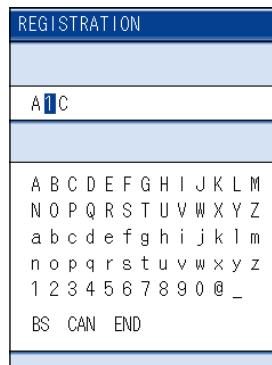 REGISTRATION
A1C
A B C D E F G H I J K L M
N O P Q R S T U V W X Y Z
a b c d e f g h i j k l m
n o p q r s t u v w x y z
1 2 3 4 5 6 7 8 9 0 @ _
BS CAN END